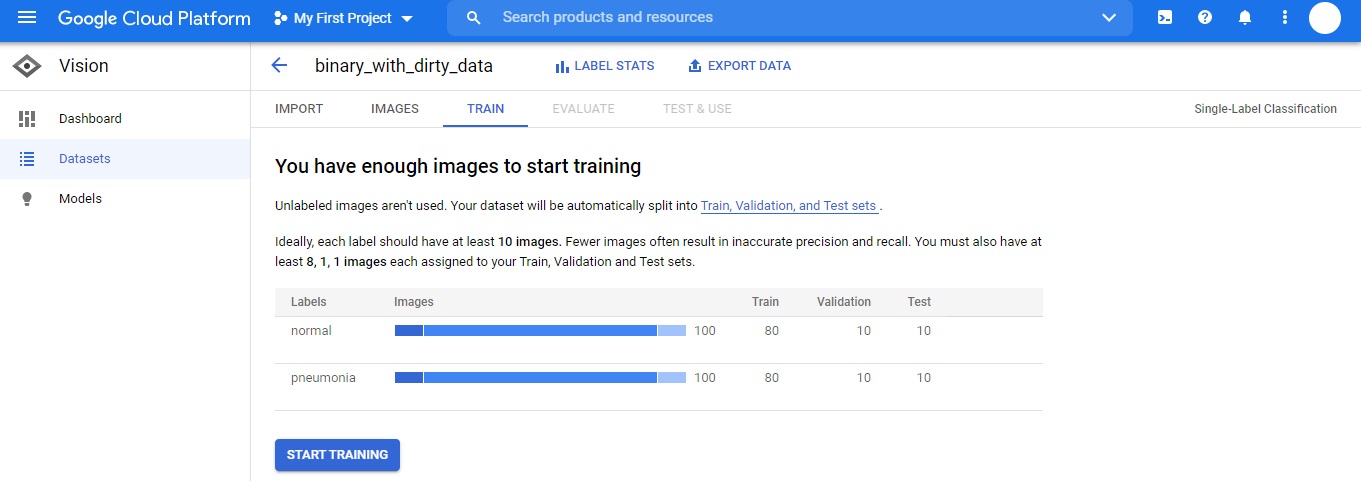 Google Cloud Platform
My First Project
Search products and resources
Vision
binary_with_dirty_data
LABEL STATS
EXPORT DATA
Dashboard
Datasets
Models
IMPORT
IMAGES
TRAIN
EVALUATE
TEST & USE
Single-Label Classification
You have enough images to start training
Unlabeled images aren't used. Your dataset will be automatically split into Train, Validation, and Test sets .
Ideally, each label should have at least 10 images. Fewer images often result in inaccurate precision and recall. You must also have at
least 8, 1, 1 images each assigned to your Train, Validation and Test sets.
Labels Images Train Validation Test
normal 100 80 10 10
pneumonia 100 80 10 10
START TRAINING